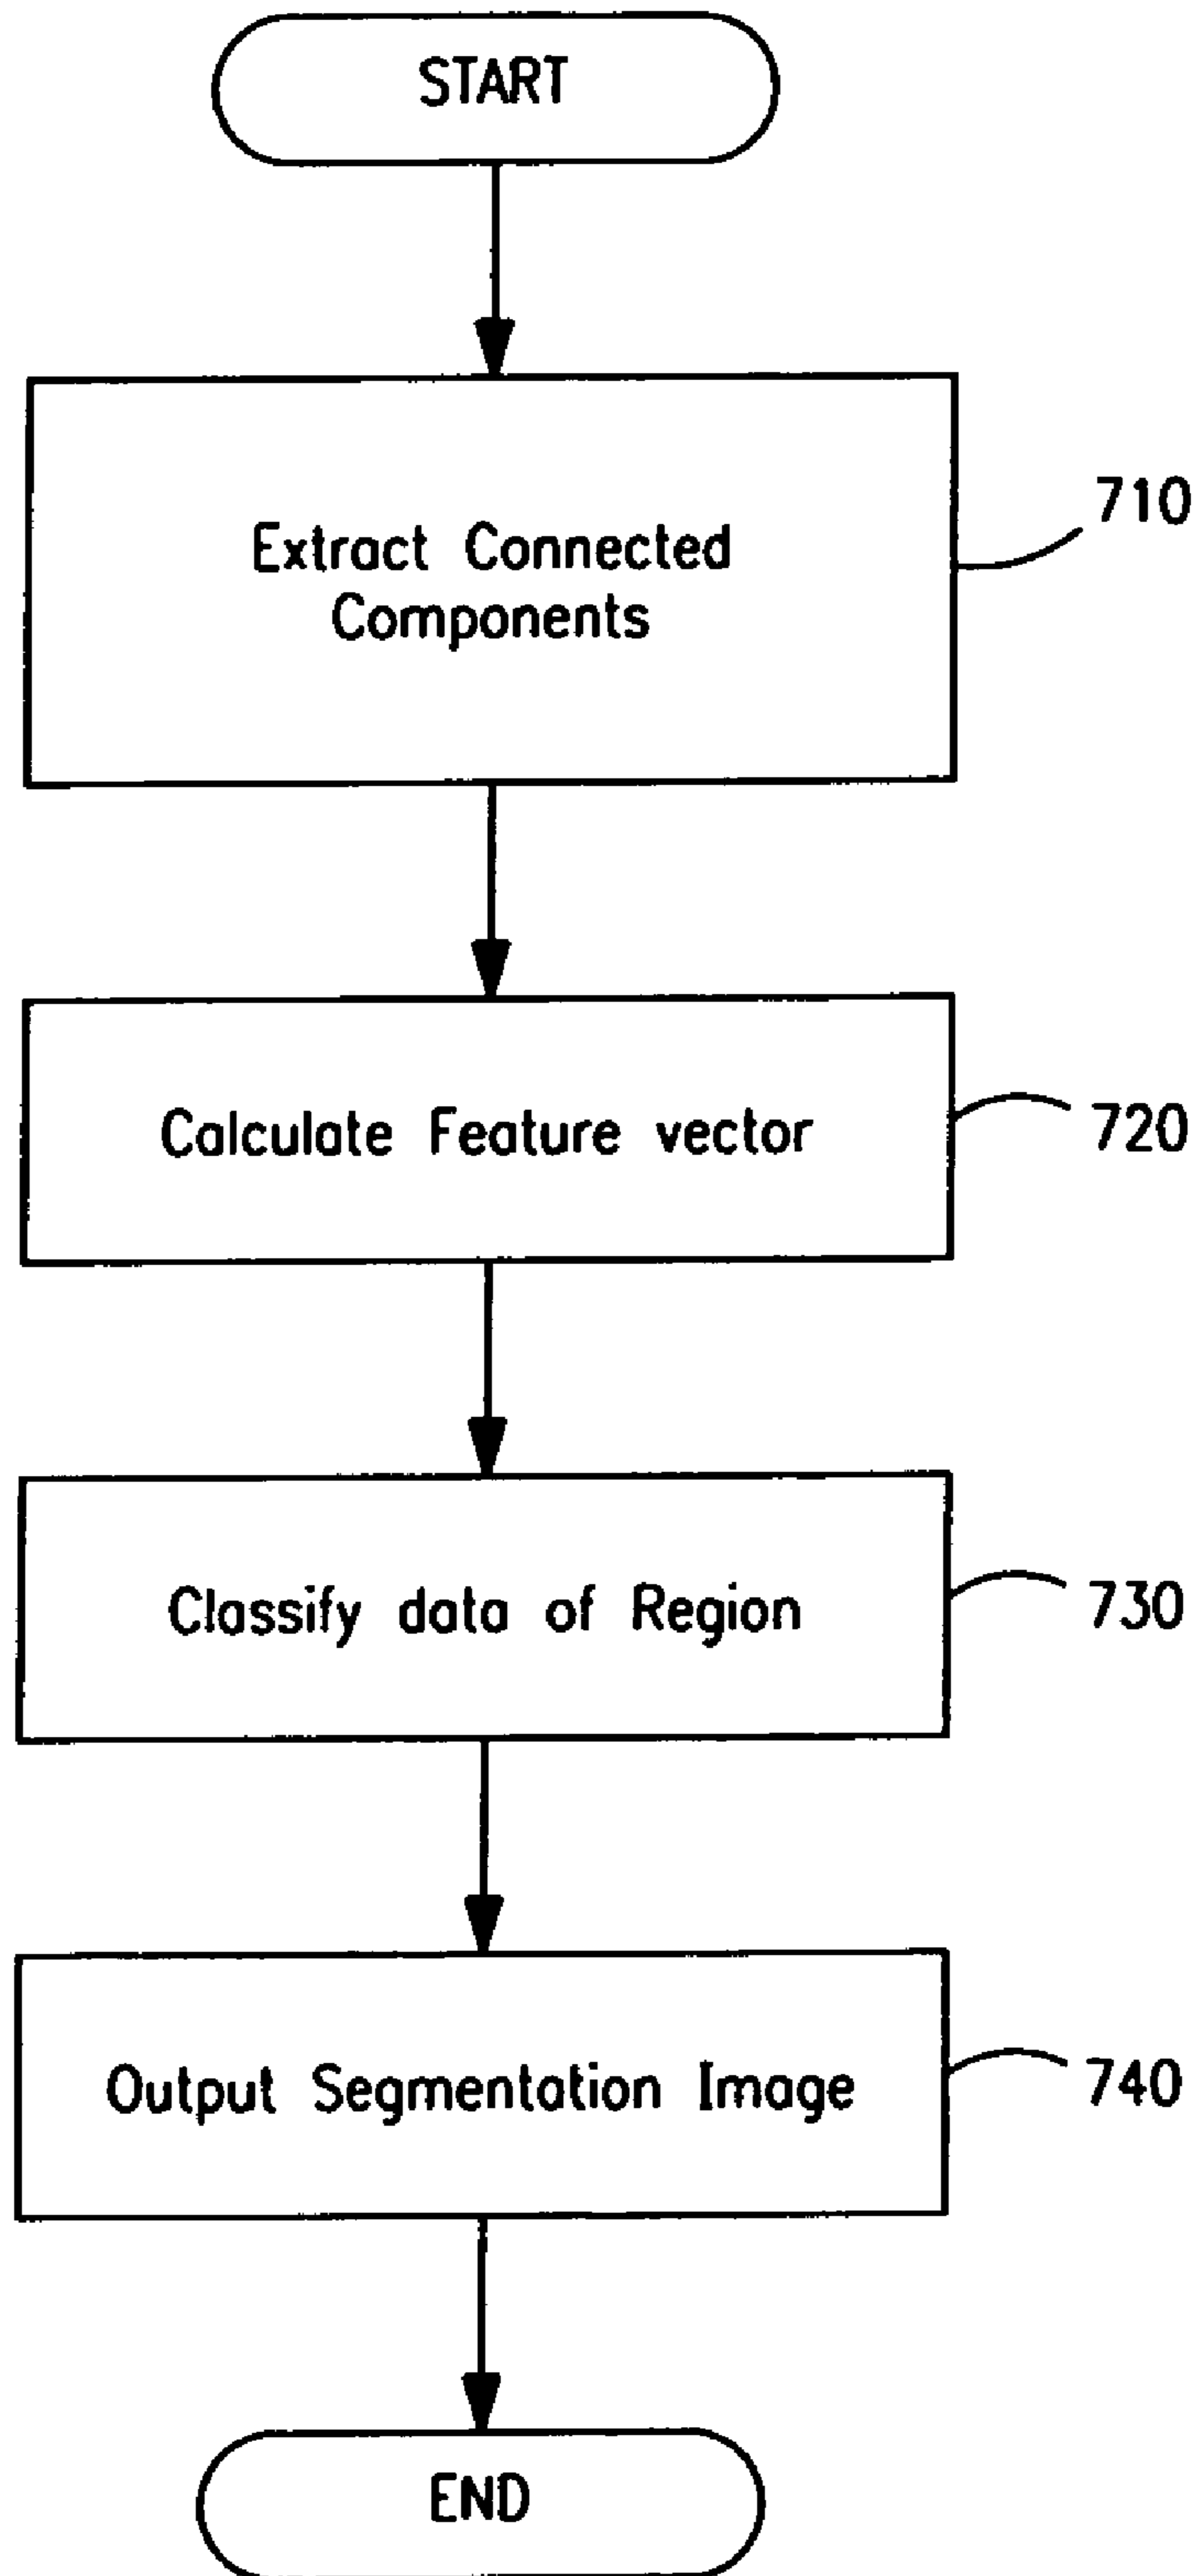 START
Extract Connected
Components
710
Calculate Feature vector
720
Classify data of Region
730
Output Segmentation Image
740
END